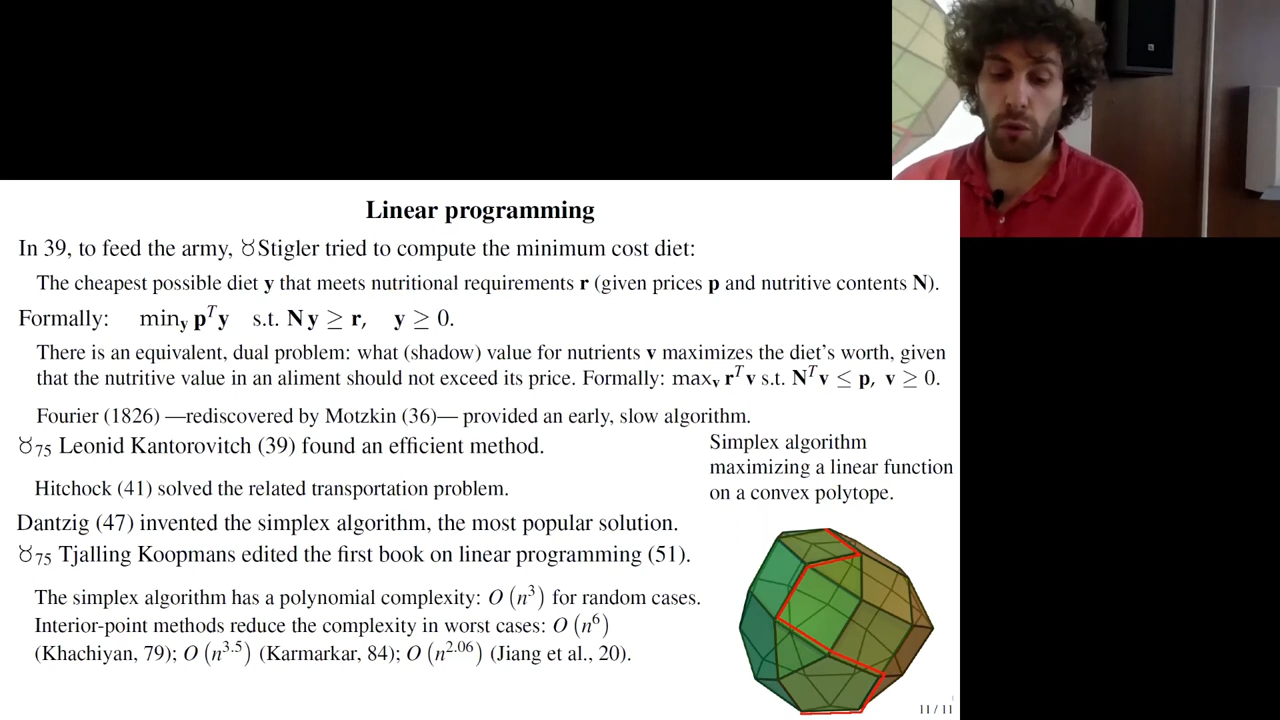 Linear programming
In 39, to feed the army, ♉Stigler tried to compute the minimum cost diet:
The cheapest possible diet y that meets nutritional requirements r (given prices p and nutritive contents N).
Formally: min_y p^T y s.t. N y ≥ r, y ≥ 0.
There is an equivalent, dual problem: what (shadow) value for nutrients v maximizes the diet's worth, given
that the nutritive value in an aliment should not exceed its price. Formally: max_v r^T v s.t. N^T v ≤ p, v ≥ 0.
Fourier (1826) —rediscovered by Motzkin (36)— provided an early, slow algorithm.
♉75 Leonid Kantorovitch (39) found an efficient method.
Hitchock (41) solved the related transportation problem.
Dantzig (47) invented the simplex algorithm, the most popular solution.
♉75 Tjalling Koopmans edited the first book on linear programming (51).
The simplex algorithm has a polynomial complexity: O (n^3) for random cases.
Interior-point methods reduce the complexity in worst cases: O (n^6)
(Khachiyan, 79); O (n^3.5) (Karmarkar, 84); O (n^2.06) (Jiang et al., 20).
Simplex algorithm
maximizing a linear function
on a convex polytope.
11 / 11